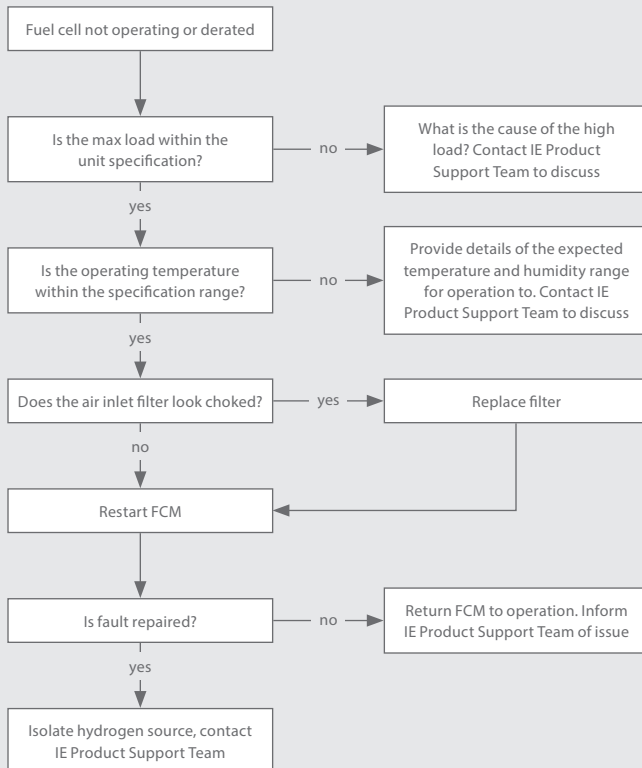 Fuel cell not operating or derated
Is the max load within the
unit specification?
no
What is the cause of the high
load? Contact IE Product
Support Team to discuss
yes
Is the operating temperature
within the specification range?
no
Provide details of the expected
temperature and humidity range
for operation to. Contact IE
Product Support Team to discuss
yes
Does the air inlet filter look choked?
yes
Replace filter
no
Restart FCM
Is fault repaired?
no
Return FCM to operation. Inform
IE Product Support Team of issue
yes
Isolate hydrogen source, contact
IE Product Support Team